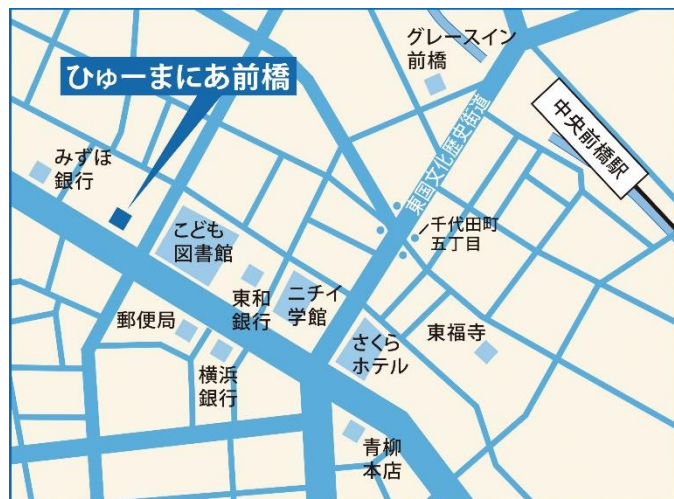 グレースイン
前橋
ひゅーまにあ前橋
中央前橋駅
みずほ
銀行
東国文化歴史街道
千代田町
五丁目
こども
図書館
東和
銀行
ニチイ
学館
郵便局
さくら
ホテル
東福寺
横浜
銀行
青柳
本店